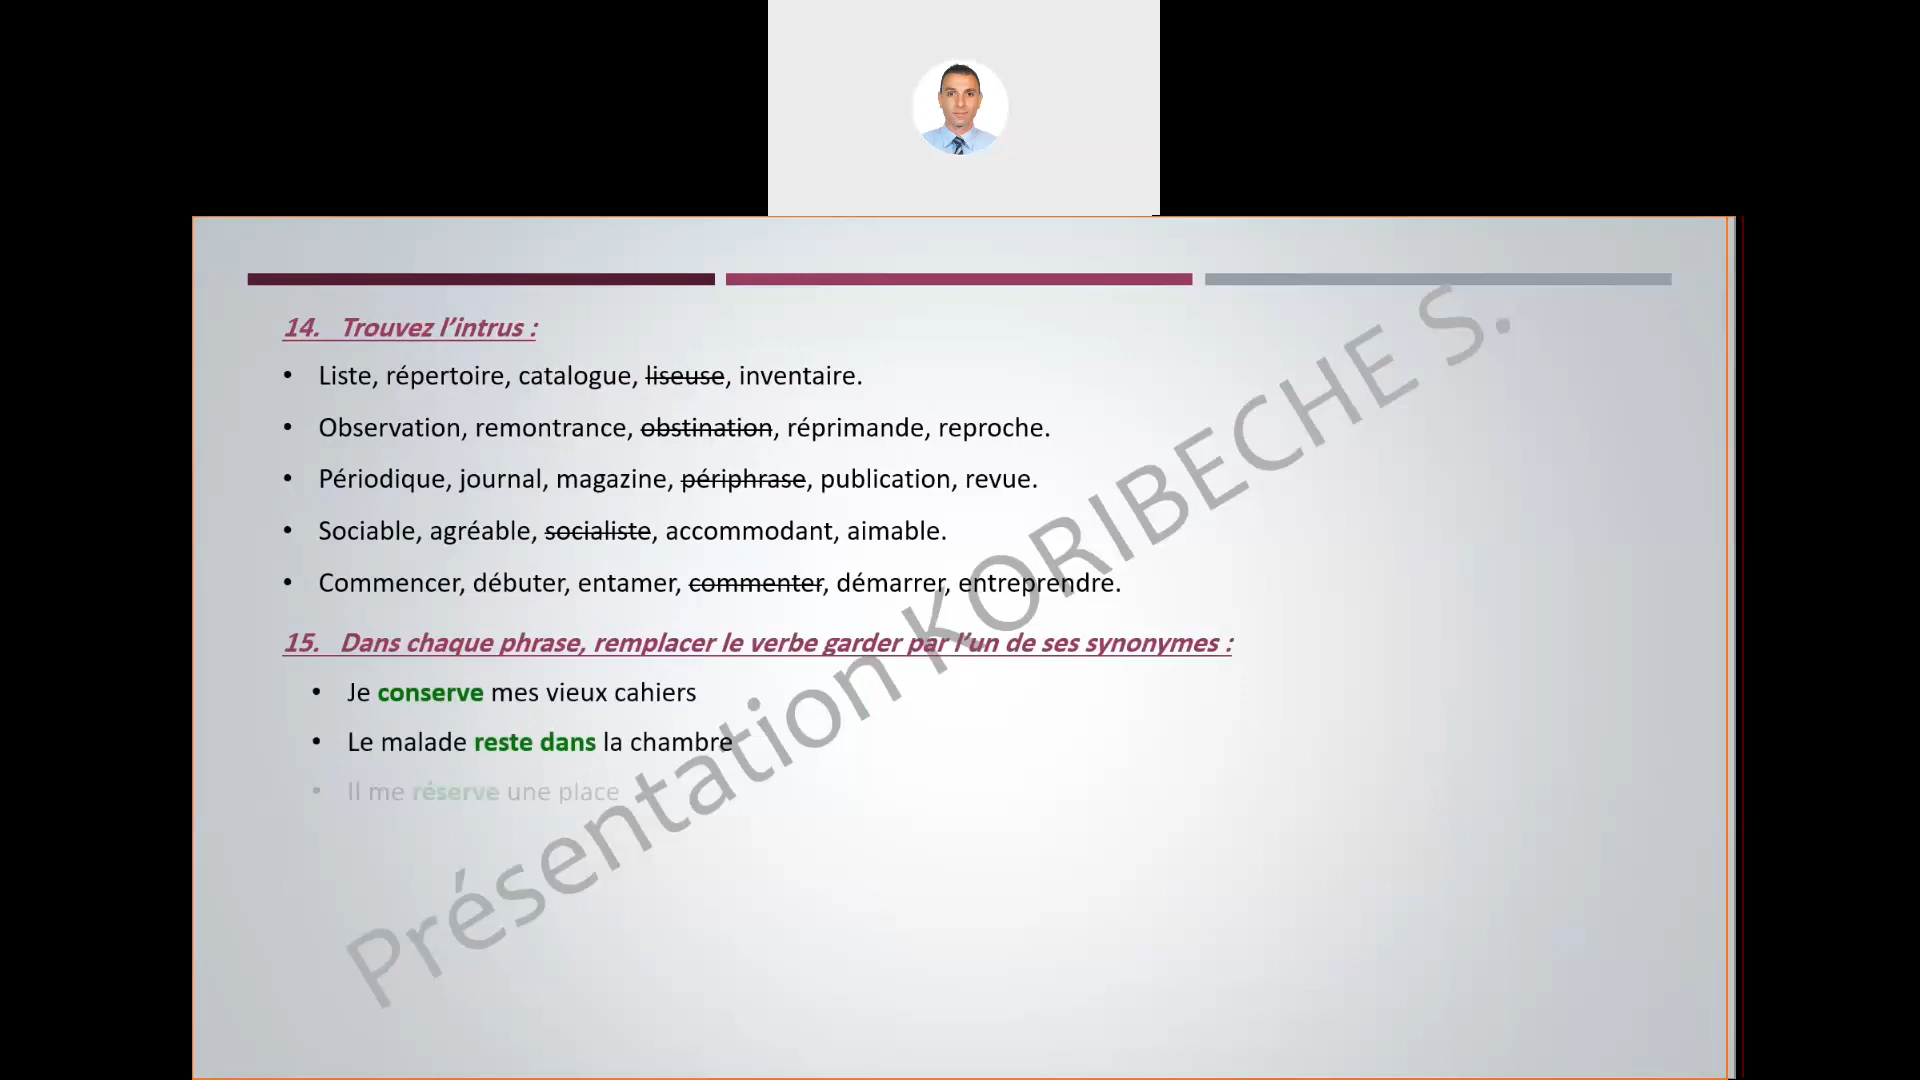 14. Trouvez l’intrus :
• Liste, répertoire, catalogue, liseuse, inventaire.
• Observation, remontrance, obstination, réprimande, reproche.
• Périodique, journal, magazine, périphrase, publication, revue.
• Sociable, agréable, socialiste, accommodant, aimable.
• Commencer, débuter, entamer, commenter, démarrer, entreprendre.
15. Dans chaque phrase, remplacer le verbe garder par l’un de ses synonymes :
• Je conserve mes vieux cahiers
• Le malade reste dans la chambre
• Il me réserve une place
Présentation KORIBECHE S.